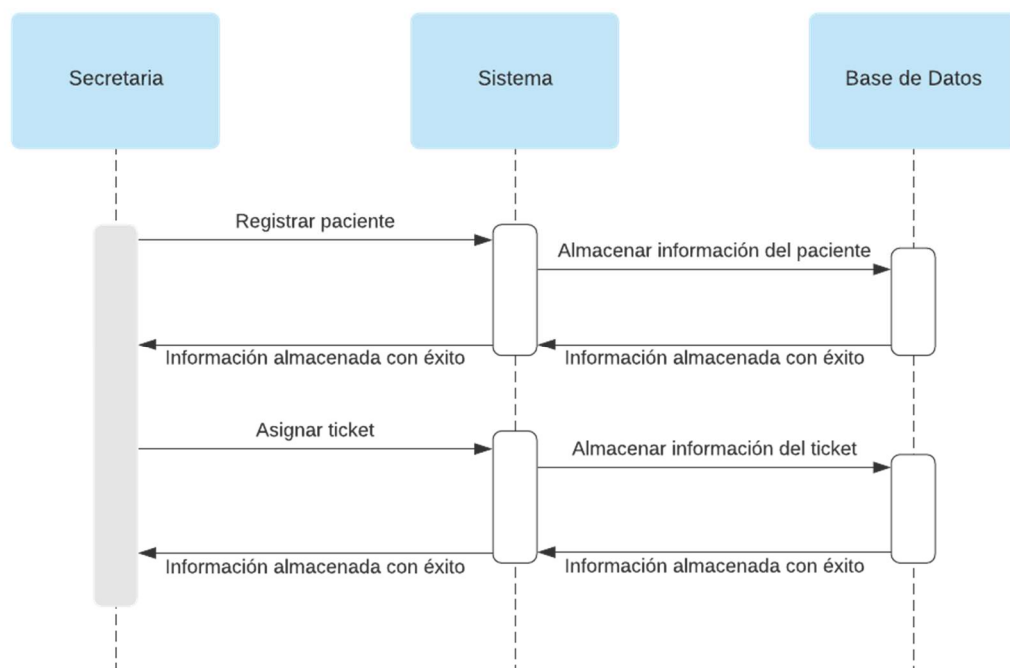 Secretaria
Sistema
Base de Datos
Registrar paciente
Almacenar información del paciente
Información almacenada con éxito
Información almacenada con éxito
Asignar ticket
Almacenar información del ticket
Información almacenada con éxito
Información almacenada con éxito